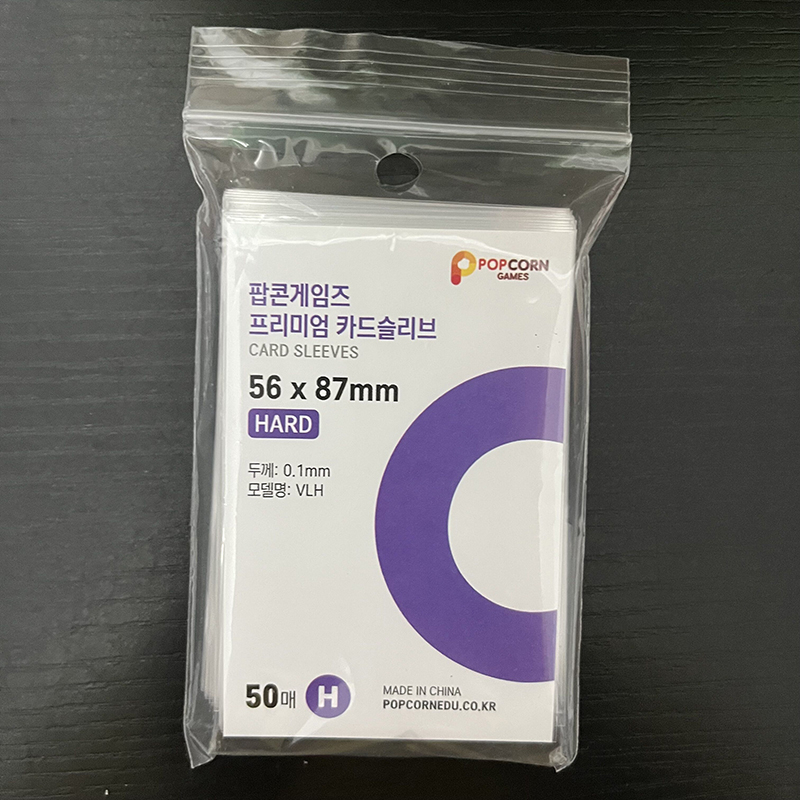 POPCORN
GAMES
팝콘게임즈
프리미엄 카드슬리브
CARD SLEEVES
56 x 87mm
HARD
두께: 0.1mm
모델명: VLH
50매 H
MADE IN CHINA
POPCORNEDU.CO.KR